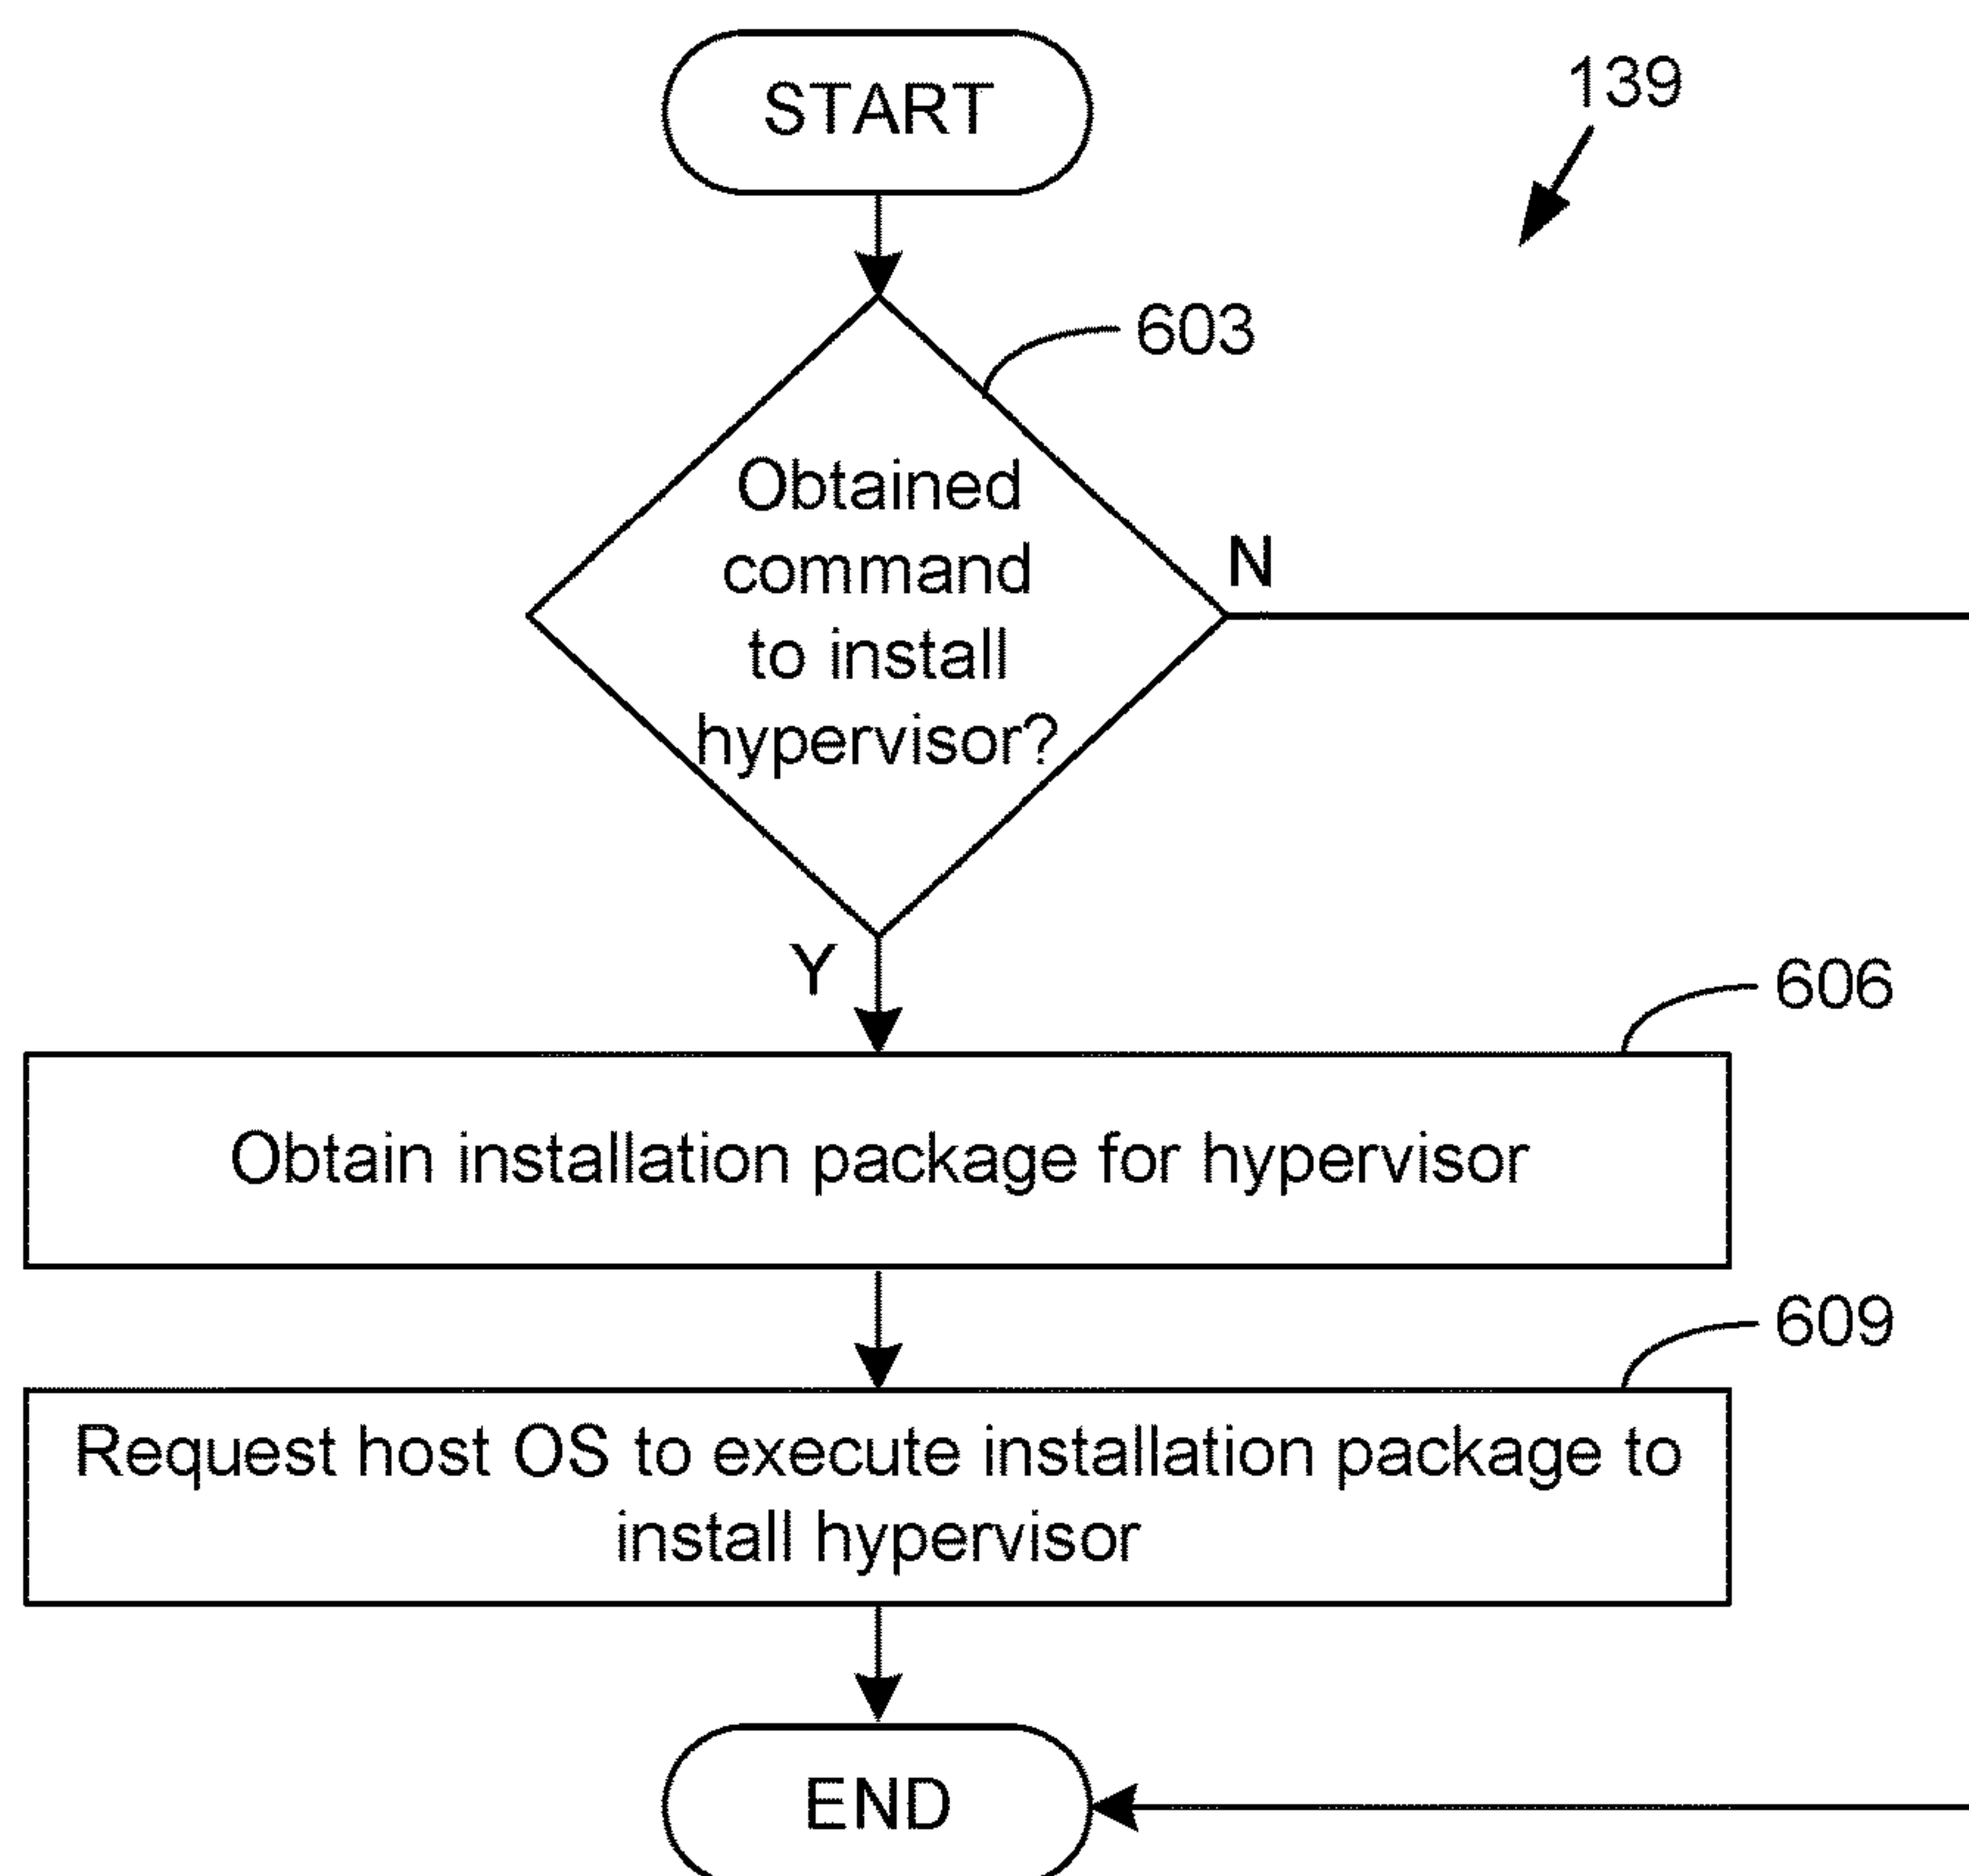 START
139
603
Obtained
command
to install
hypervisor?
N
Y
606
Obtain installation package for hypervisor
609
Request host OS to execute installation package to
install hypervisor
END